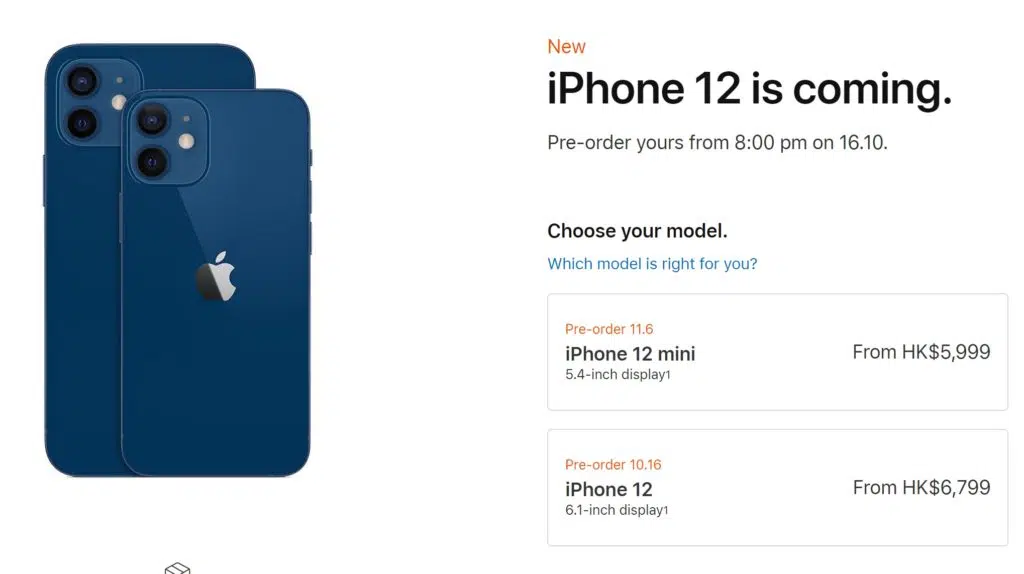 New
iPhone 12 is coming.
Pre-order yours from 8:00 pm on 16.10.
Choose your model.
Which model is right for you?
Pre-order 11.6
iPhone 12 mini
From HK$5,999
5.4-inch display1
Pre-order 10.16
iPhone 12
From HK$6,799
6.1-inch display1